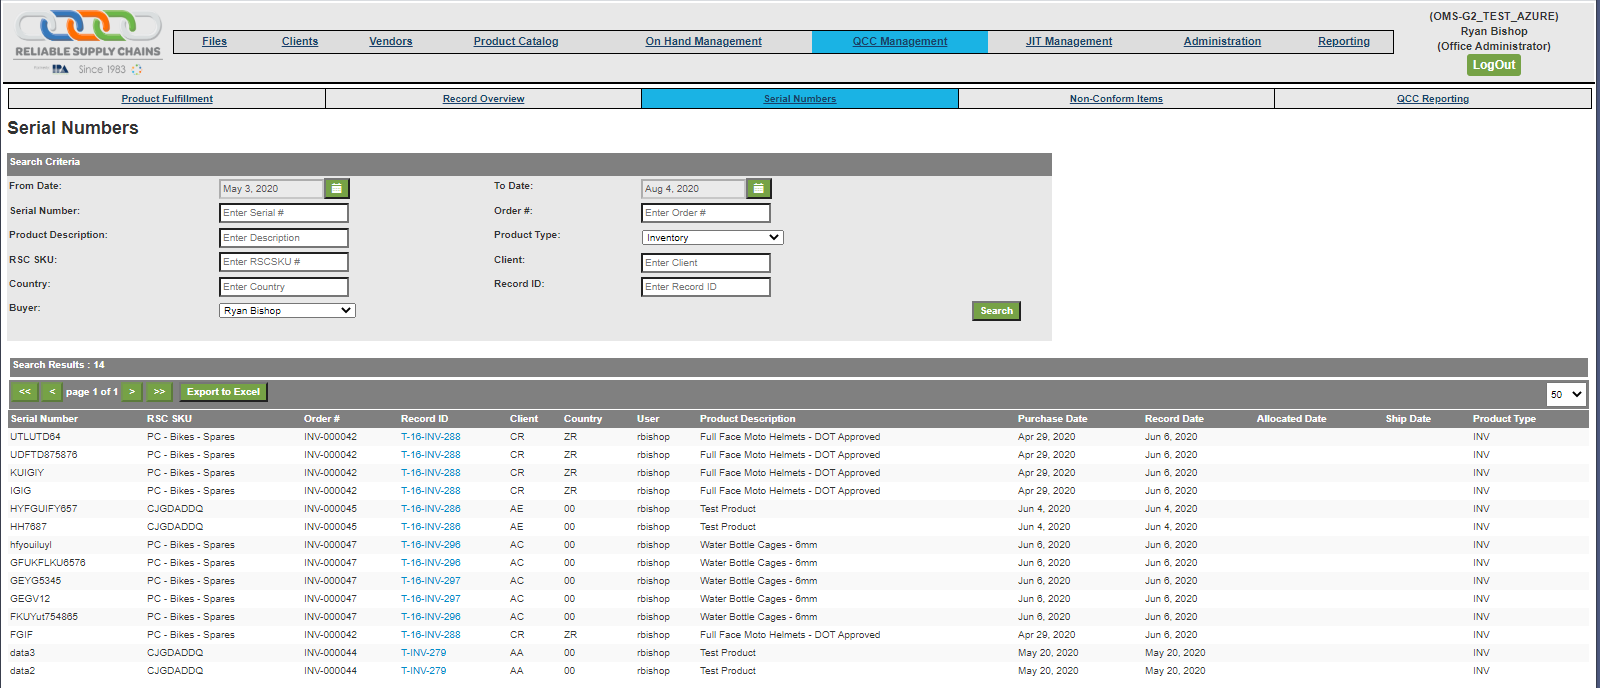 RELIABLE SUPPLY CHAINS
IPA Since 1983
Files Clients Vendors Product Catalog On Hand Management QCC Management JIT Management Administration Reporting
(OMS-G2_TEST_AZURE)
Ryan Bishop
(Office Administrator)
LogOut
Product Fulfillment Record Overview Serial Numbers Non-Conform Items QCC Reporting
Serial Numbers
Search Criteria
From Date: May 3, 2020 To Date: Aug 4, 2020
Serial Number: Enter Serial # Order #: Enter Order #
Product Description: Enter Description Product Type: Inventory
RSC SKU: Enter RSCSKU # Client: Enter Client
Country: Enter Country Record ID: Enter Record ID
Buyer: Ryan Bishop Search
Search Results : 14
<< < page 1 of 1 > >> Export to Excel 50
Serial Number RSC SKU Order # Record ID Client Country User Product Description Purchase Date Record Date Allocated Date Ship Date Product Type
UTLUTD64 PC - Bikes - Spares INV-000042 T-16-INV-288 CR ZR rbishop Full Face Moto Helmets - DOT Approved Apr 29, 2020 Jun 6, 2020 INV
UDFTD875876 PC - Bikes - Spares INV-000042 T-16-INV-288 CR ZR rbishop Full Face Moto Helmets - DOT Approved Apr 29, 2020 Jun 6, 2020 INV
KUIGIY PC - Bikes - Spares INV-000042 T-16-INV-288 CR ZR rbishop Full Face Moto Helmets - DOT Approved Apr 29, 2020 Jun 6, 2020 INV
IGIG PC - Bikes - Spares INV-000042 T-16-INV-288 CR ZR rbishop Full Face Moto Helmets - DOT Approved Apr 29, 2020 Jun 6, 2020 INV
HYFGUIFY657 CJGDADDQ INV-000045 T-16-INV-286 AE 00 rbishop Test Product Jun 4, 2020 Jun 4, 2020 INV
HH7687 CJGDADDQ INV-000045 T-16-INV-286 AE 00 rbishop Test Product Jun 4, 2020 Jun 4, 2020 INV
hfyouiluyl PC - Bikes - Spares INV-000047 T-16-INV-296 AC 00 rbishop Water Bottle Cages - 6mm Jun 6, 2020 Jun 6, 2020 INV
GFUKFLKU6576 PC - Bikes - Spares INV-000047 T-16-INV-296 AC 00 rbishop Water Bottle Cages - 6mm Jun 6, 2020 Jun 6, 2020 INV
GEYG5345 PC - Bikes - Spares INV-000047 T-16-INV-297 AC 00 rbishop Water Bottle Cages - 6mm Jun 6, 2020 Jun 6, 2020 INV
GEGV12 PC - Bikes - Spares INV-000047 T-16-INV-297 AC 00 rbishop Water Bottle Cages - 6mm Jun 6, 2020 Jun 6, 2020 INV
FKUYut754865 PC - Bikes - Spares INV-000047 T-16-INV-296 AC 00 rbishop Water Bottle Cages - 6mm Jun 6, 2020 Jun 6, 2020 INV
FGIF PC - Bikes - Spares INV-000042 T-16-INV-288 CR ZR rbishop Full Face Moto Helmets - DOT Approved Apr 29, 2020 Jun 6, 2020 INV
data3 CJGDADDQ INV-000044 T-INV-279 AA 00 rbishop Test Product May 20, 2020 May 20, 2020 INV
data2 CJGDADDQ INV-000044 T-INV-279 AA 00 rbishop Test Product May 20, 2020 May 20, 2020 INV